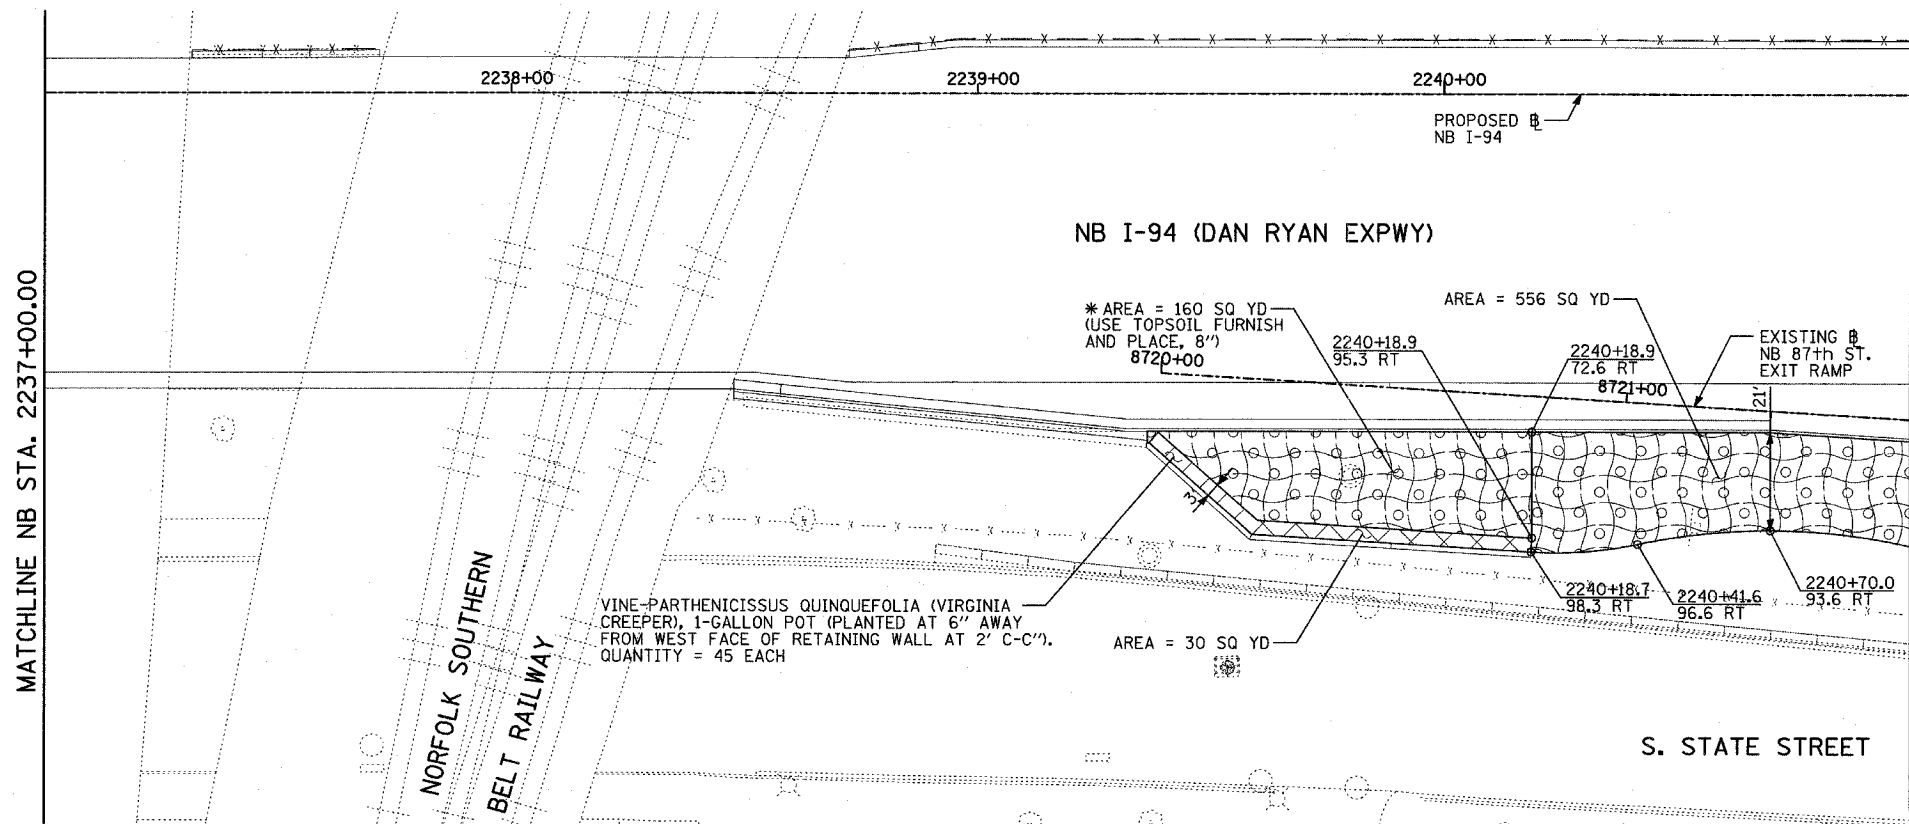 2238+00
2239+00
2240+00
PROPOSED ℄
NB I-94
NB I-94 (DAN RYAN EXPWY)
MATCHLINE NB STA. 2237+00.00
* AREA = 160 SQ YD
(USE TOPSOIL FURNISH
AND PLACE, 8")
8720+00
2240+18.9
95.3 RT
AREA = 556 SQ YD
2240+18.9
72.6 RT
8721+00
EXISTING ℄
NB 87th ST.
EXIT RAMP
21'
3'
VINE-PARTHENICISSUS QUINQUEFOLIA (VIRGINIA
CREEPER), 1-GALLON POT (PLANTED AT 6" AWAY
FROM WEST FACE OF RETAINING WALL AT 2' C-C").
QUANTITY = 45 EACH
AREA = 30 SQ YD
2240+18.7
98.3 RT
2240+41.6
96.6 RT
2240+70.0
93.6 RT
NORFOLK SOUTHERN
BELT RAILWAY
S. STATE STREET